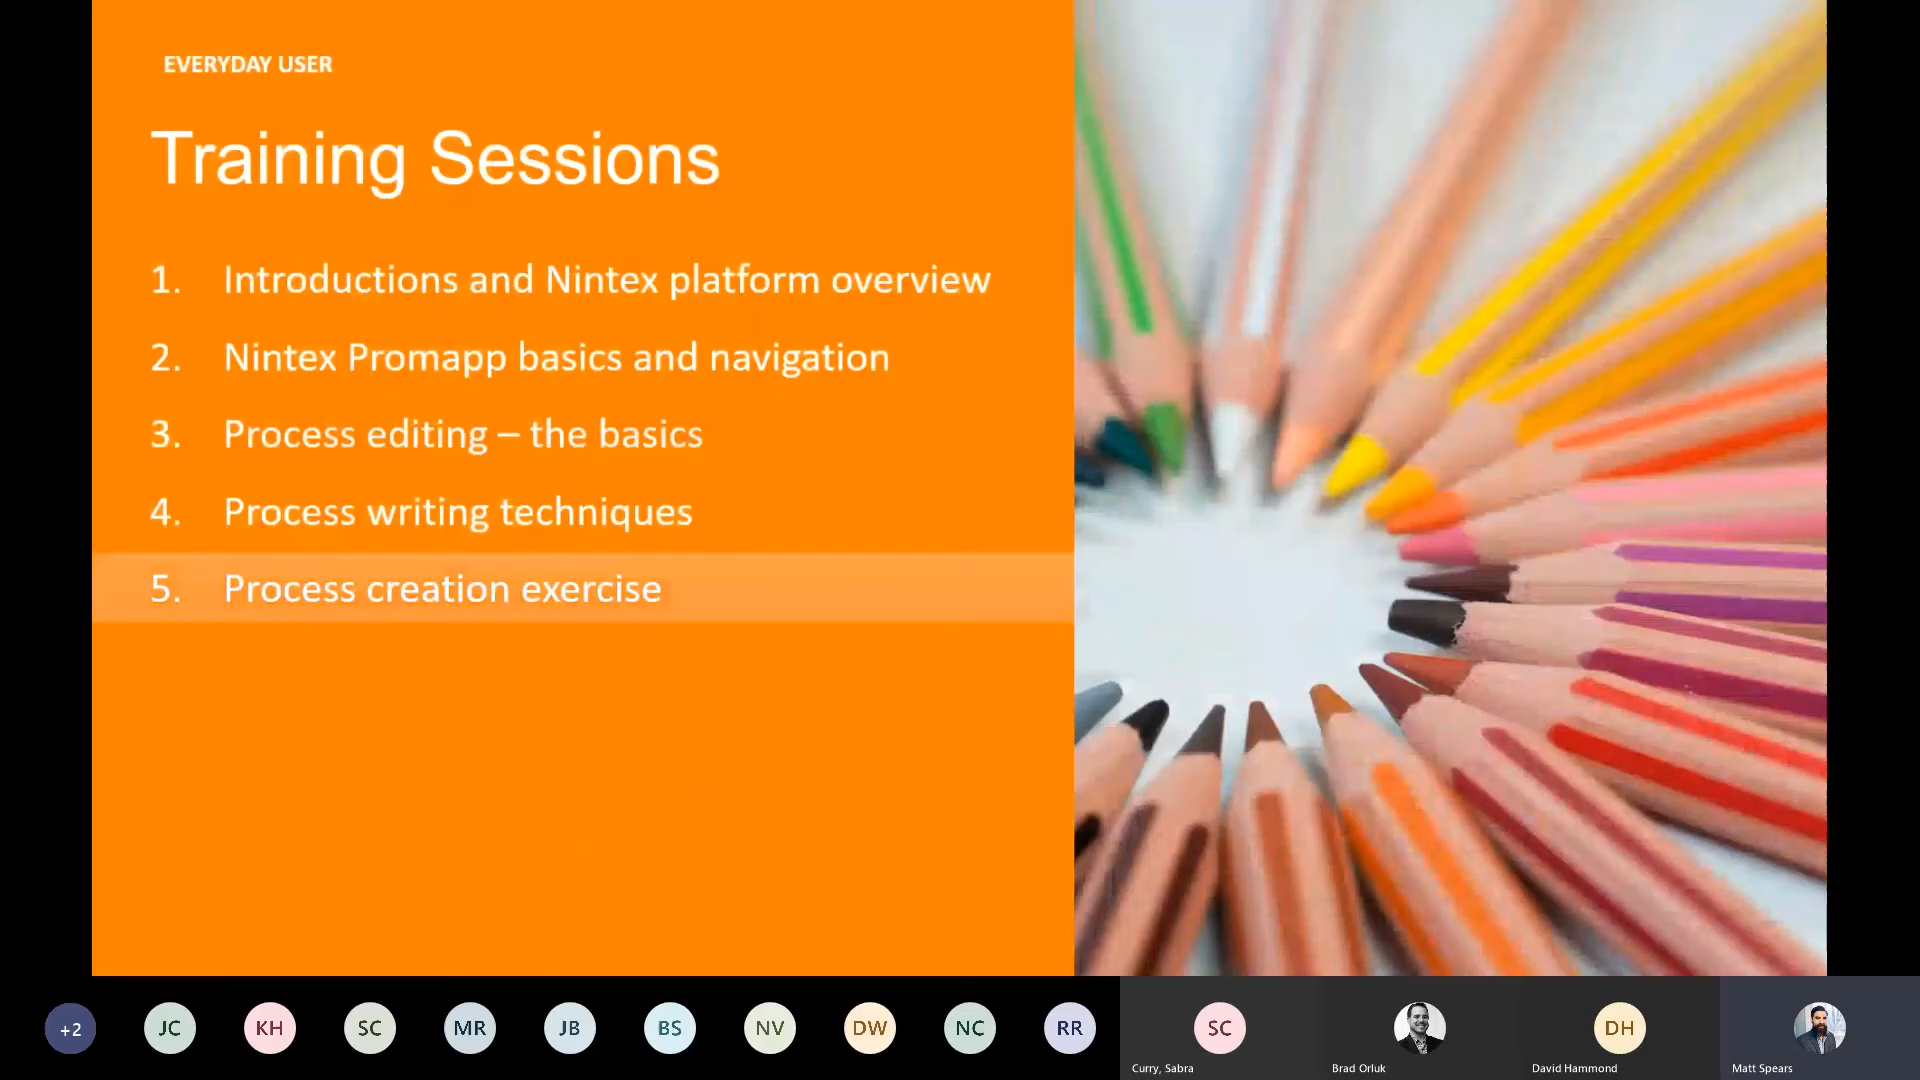 EVERYDAY USER
Training Sessions
1. Introductions and Nintex platform overview
2. Nintex Promapp basics and navigation
3. Process editing – the basics
4. Process writing techniques
5. Process creation exercise
+2 JC KH SC MR JB BS NV DW NC RR SC DH
Curry, Sabra Brad Orluk David Hammond Matt Spears